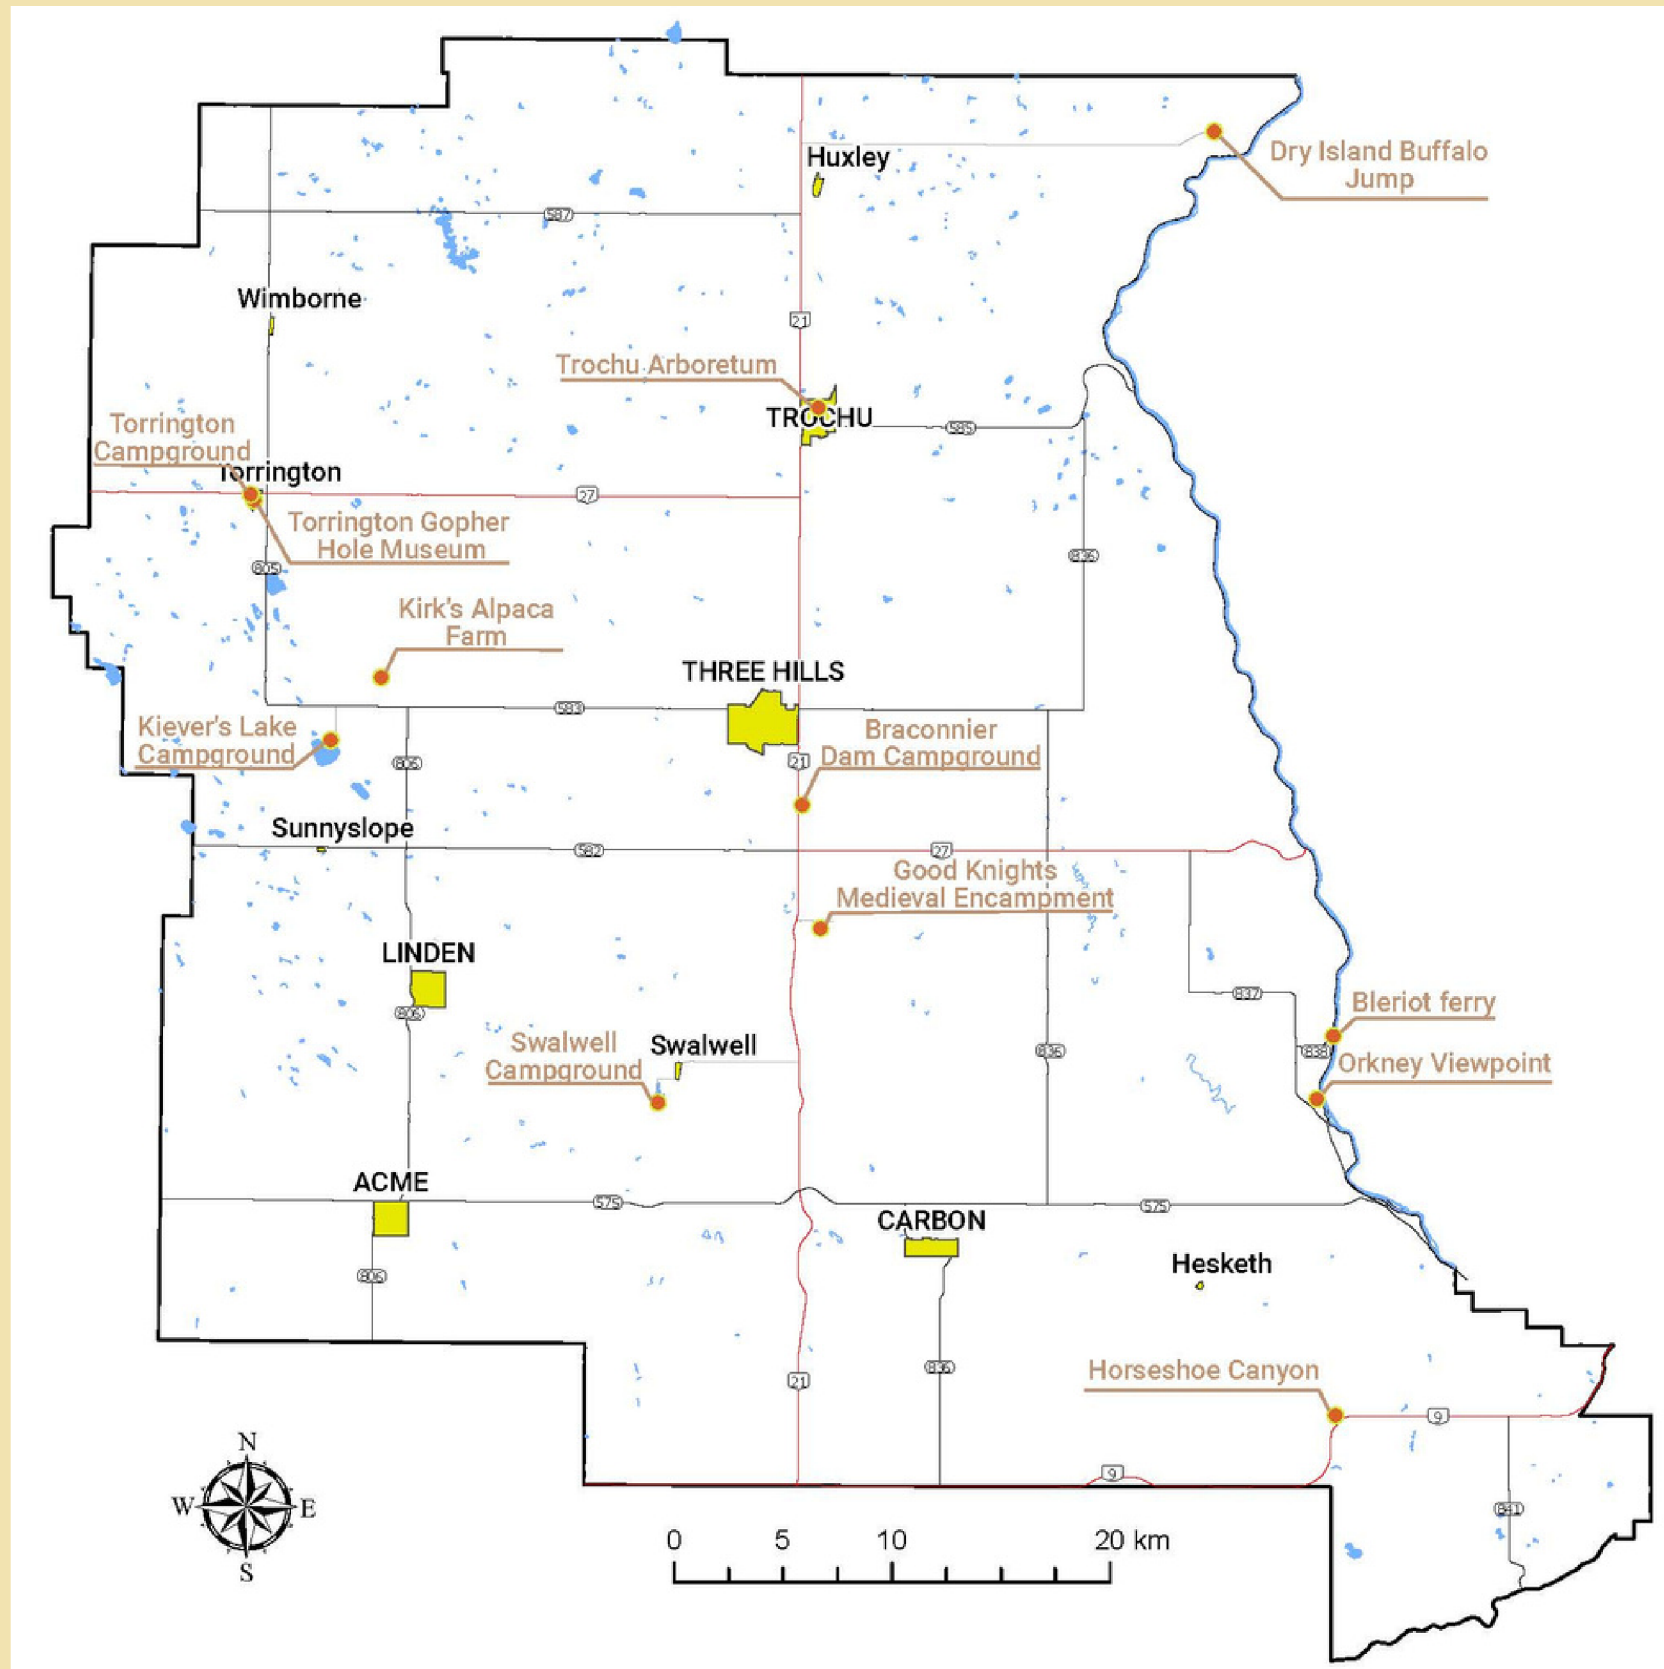 Huxley
Dry Island Buffalo
Jump
587
Wimborne
21
Trochu Arboretum
TROCHU
585
Torrington
Campground
Torrington
27
Torrington Gopher
Hole Museum
805
836
Kirk's Alpaca
Farm
THREE HILLS
583
Kiever's Lake
Campground
Braconnier
Dam Campground
806
21
Sunnyslope
582
27
Good Knights
Medieval Encampment
LINDEN
806
837
Bleriot ferry
838
Orkney Viewpoint
Swalwell
Campground
Swalwell
836
ACME
575
575
CARBON
Hesketh
806
836
21
Horseshoe Canyon
9
9
841
N
W
E
S
0
5
10
20 km